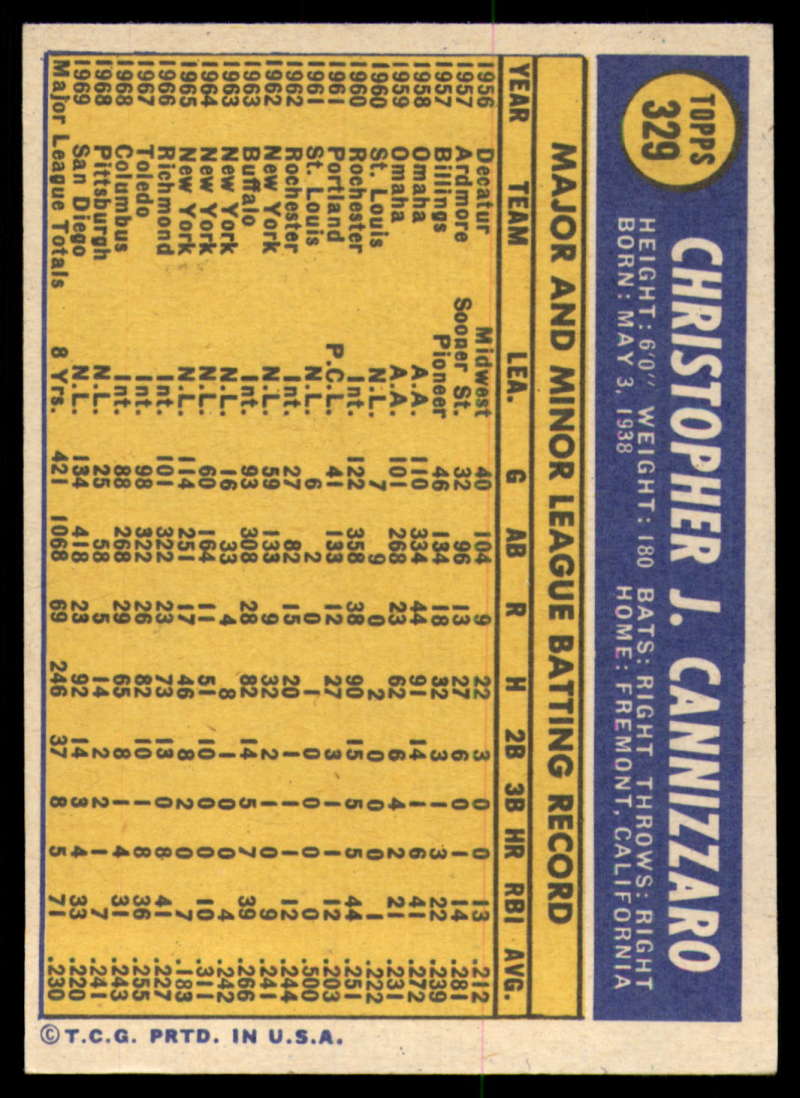 TOPPS
329
CHRISTOPHER J. CANNIZZARO
HEIGHT: 6'0" WEIGHT: 180 BATS: RIGHT THROWS: RIGHT
BORN: MAY 3, 1938 HOME: FREMONT, CALIFORNIA
MAJOR AND MINOR LEAGUE BATTING RECORD
YEAR TEAM LEA. G AB R H 2B 3B HR RBI AVG.
1956 Decatur Midwest 40 104 9 22 3 0 0 13 .212
1957 Ardmore Sooner St. 32 96 13 27 6 0 1 14 .281
1957 Billings Pioneer 46 134 18 32 3 1 3 22 .239
1958 Omaha A.A. 110 334 44 91 14 1 6 41 .272
1959 Omaha A.A. 101 268 23 62 6 4 2 21 .231
1960 St. Louis N.L. 7 9 0 2 0 0 0 1 .222
1960 Rochester Int. 122 358 38 90 15 5 5 44 .251
1961 Portland P.C.L. 41 133 12 27 3 1 1 12 .203
1961 St. Louis N.L. 6 2 0 1 0 0 0 0 .500
1962 Rochester Int. 27 82 15 20 1 1 1 12 .244
1962 New York N.L. 59 133 9 32 2 1 0 9 .241
1963 Buffalo Int. 93 308 28 82 14 5 7 39 .266
1963 New York N.L. 16 33 4 8 1 0 0 4 .242
1964 New York N.L. 60 164 11 51 10 0 0 10 .311
1965 New York N.L. 114 251 17 46 8 2 0 7 .183
1966 Richmond Int. 101 322 23 73 13 0 8 41 .227
1967 Toledo Int. 98 322 26 82 10 1 8 36 .255
1968 Columbus Int. 88 268 29 65 8 1 4 31 .243
1968 Pittsburgh N.L. 25 58 5 14 2 2 1 7 .241
1969 San Diego N.L. 134 418 23 92 14 3 4 33 .220
Major League Totals 8 Yrs. 421 1068 69 246 37 8 5 71 .230
© T.C.G. PRTD. IN U.S.A.